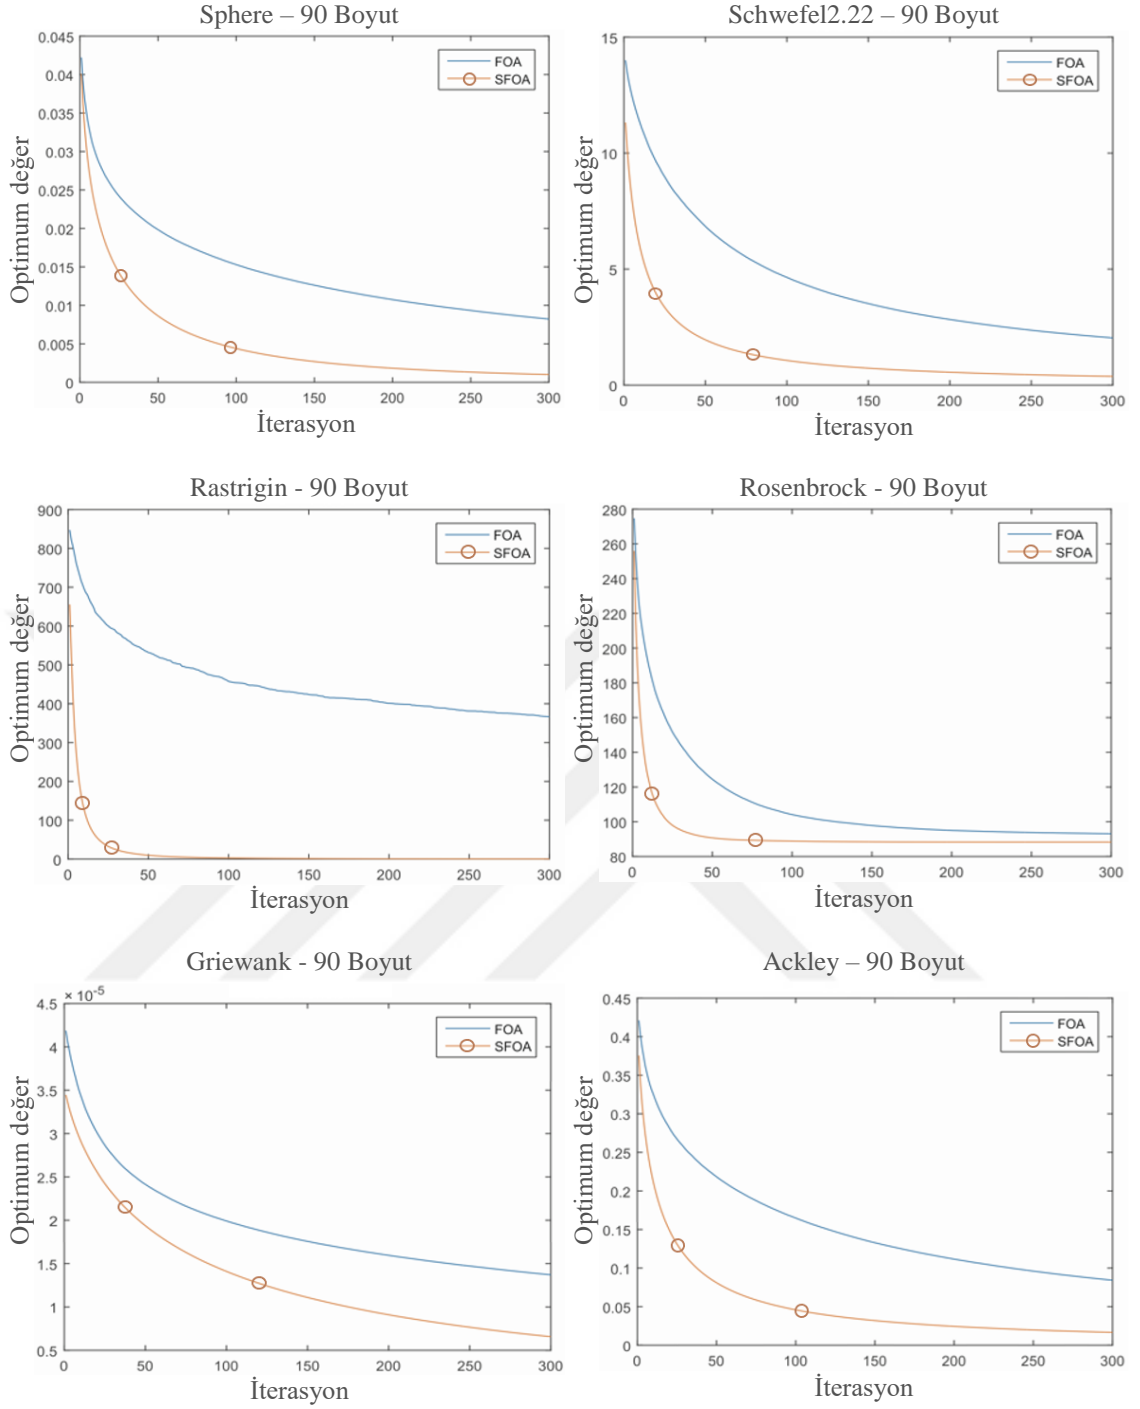 Sphere – 90 Boyut
0.045
0.04
0.035
0.03
0.025
0.02
0.015
0.01
0.005
0
0 50 100 150 200 250 300
FOA
SFOA
Optimum değer
İterasyon
Schwefel2.22 – 90 Boyut
15
10
5
0
0 50 100 150 200 250 300
FOA
SFOA
Optimum değer
İterasyon
Rastrigin - 90 Boyut
900
800
700
600
500
400
300
200
100
0
0 50 100 150 200 250 300
FOA
SFOA
Optimum değer
İterasyon
Rosenbrock - 90 Boyut
280
260
240
220
200
180
160
140
120
100
80
0 50 100 150 200 250 300
FOA
SFOA
Optimum değer
İterasyon
Griewank - 90 Boyut
× 10⁻⁵
4.5
4
3.5
3
2.5
2
1.5
1
0.5
0 50 100 150 200 250 300
FOA
SFOA
Optimum değer
İterasyon
Ackley – 90 Boyut
0.45
0.4
0.35
0.3
0.25
0.2
0.15
0.1
0.05
0
0 50 100 150 200 250 300
FOA
SFOA
Optimum değer
İterasyon